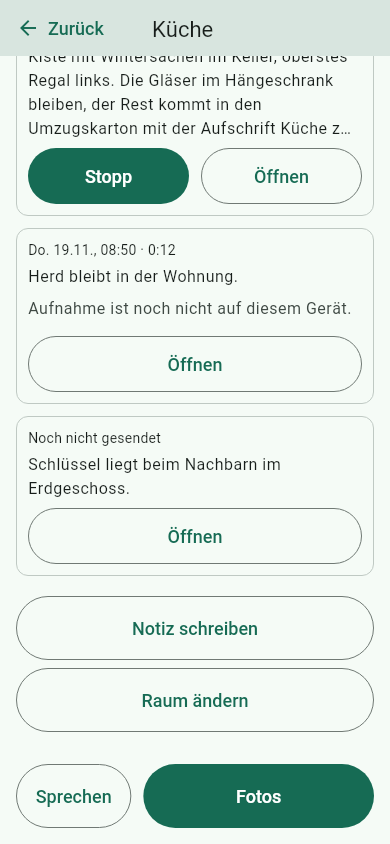 Zurück
Küche
Kiste mit Wintersachen im Keller, oberstes
Regal links. Die Gläser im Hängeschrank
bleiben, der Rest kommt in den
Umzugskarton mit der Aufschrift Küche z…
Stopp
Öffnen
Do. 19.11., 08:50 · 0:12
Herd bleibt in der Wohnung.
Aufnahme ist noch nicht auf diesem Gerät.
Öffnen
Noch nicht gesendet
Schlüssel liegt beim Nachbarn im
Erdgeschoss.
Öffnen
Notiz schreiben
Raum ändern
Sprechen
Fotos